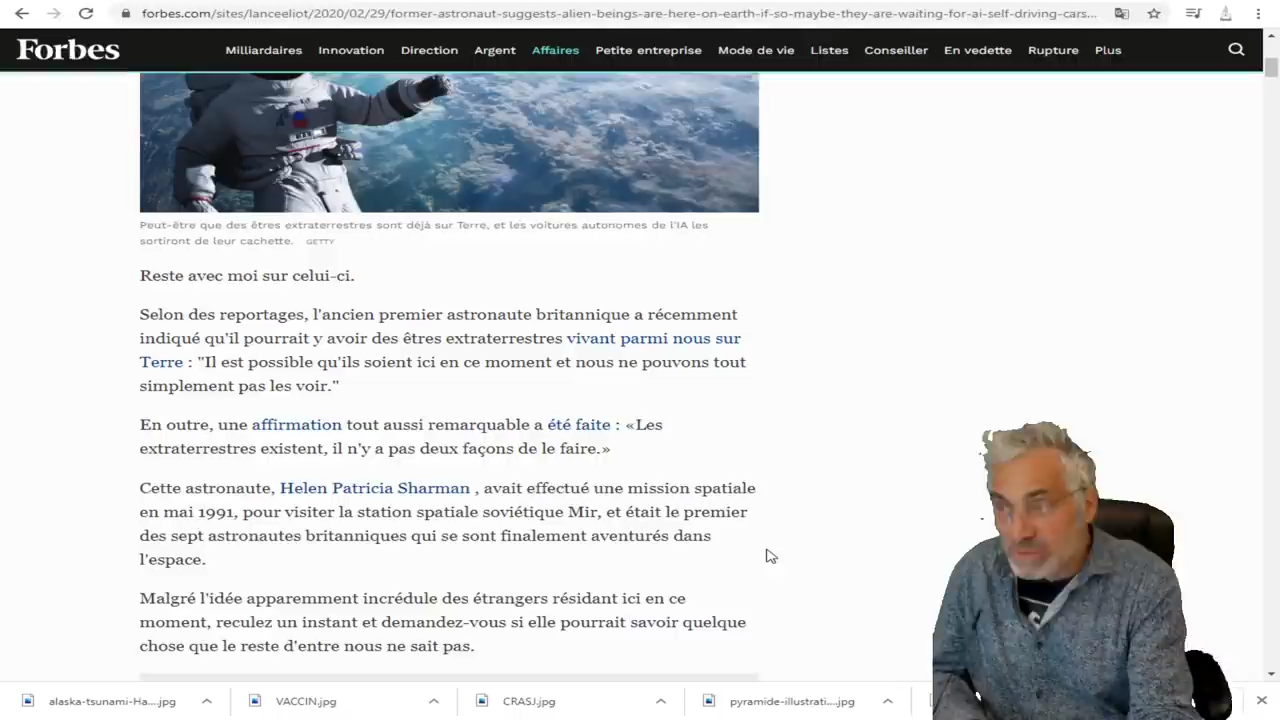 forbes.com/sites/lanceeliot/2020/02/29/former-astronaut-suggests-alien-beings-are-here-on-earth-if-so-maybe-they-are-waiting-for-ai-self-driving-cars...
Forbes
Milliardaires Innovation Direction Argent Affaires Petite entreprise Mode de vie Listes Conseiller En vedette Rupture Plus
Peut-être que des êtres extraterrestres sont déjà sur Terre, et les voitures autonomes de l'IA les
sortiront de leur cachette. GETTY
Reste avec moi sur celui-ci.
Selon des reportages, l'ancien premier astronaute britannique a récemment
indiqué qu'il pourrait y avoir des êtres extraterrestres vivant parmi nous sur
Terre : "Il est possible qu'ils soient ici en ce moment et nous ne pouvons tout
simplement pas les voir."
En outre, une affirmation tout aussi remarquable a été faite : «Les
extraterrestres existent, il n'y a pas deux façons de le faire.»
Cette astronaute, Helen Patricia Sharman , avait effectué une mission spatiale
en mai 1991, pour visiter la station spatiale soviétique Mir, et était le premier
des sept astronautes britanniques qui se sont finalement aventurés dans
l'espace.
Malgré l'idée apparemment incrédule des étrangers résidant ici en ce
moment, reculez un instant et demandez-vous si elle pourrait savoir quelque
chose que le reste d'entre nous ne sait pas.
alaska-tsunami-Ha....jpg VACCIN.jpg CRASJ.jpg pyramide-illustrati....jpg